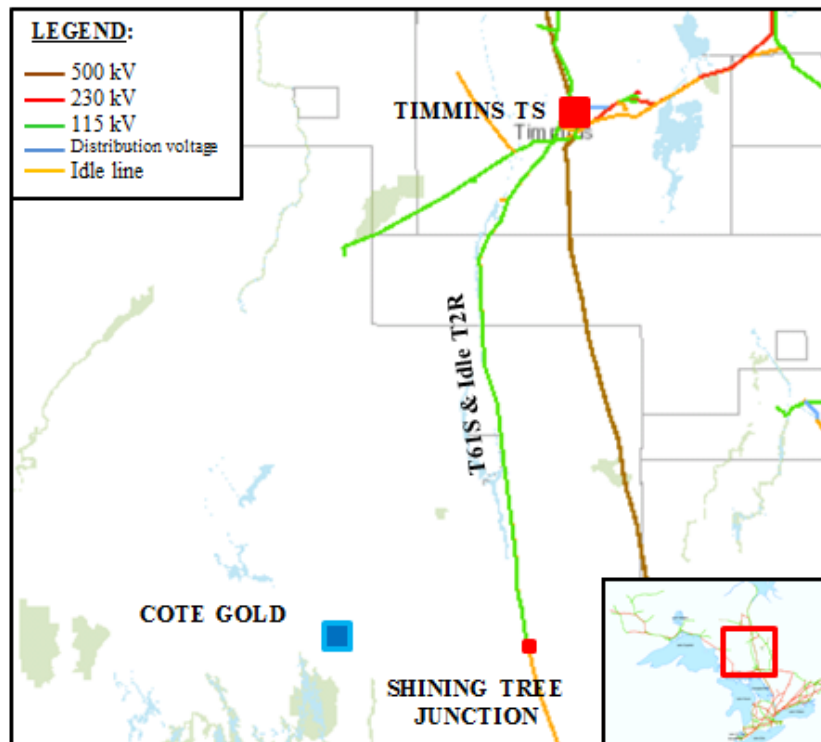 LEGEND:
500 kV
230 kV
115 kV
Distribution voltage
Idle line
TIMMINS TS
Timmins
T61S & Idle T2R
COTE GOLD
SHINING TREE
JUNCTION